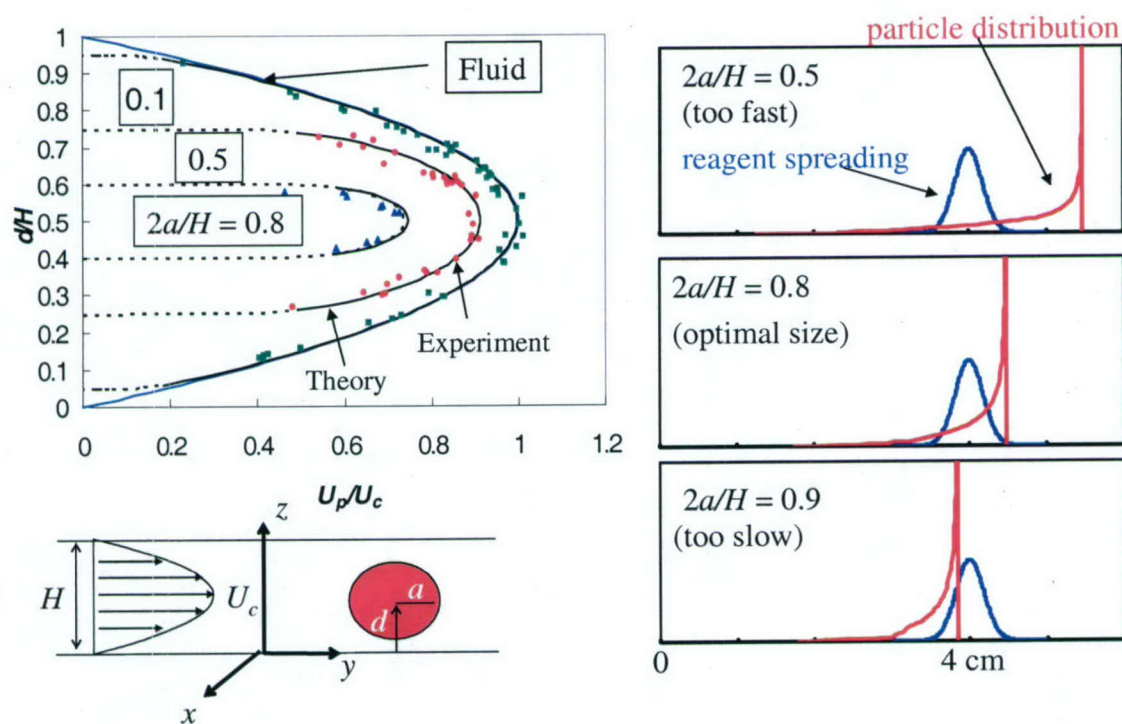 1
0.9
0.8
0.7
0.6
0.5
0.4
0.3
0.2
0.1
0
d/H
0.1
0.5
2a/H = 0.8
Fluid
Experiment
Theory
0
0.2
0.4
0.6
0.8
1
1.2
Up/Uc
H
Uc
z
y
x
a
d
particle distribution
2a/H = 0.5
(too fast)
reagent spreading
2a/H = 0.8
(optimal size)
2a/H = 0.9
(too slow)
0
4 cm